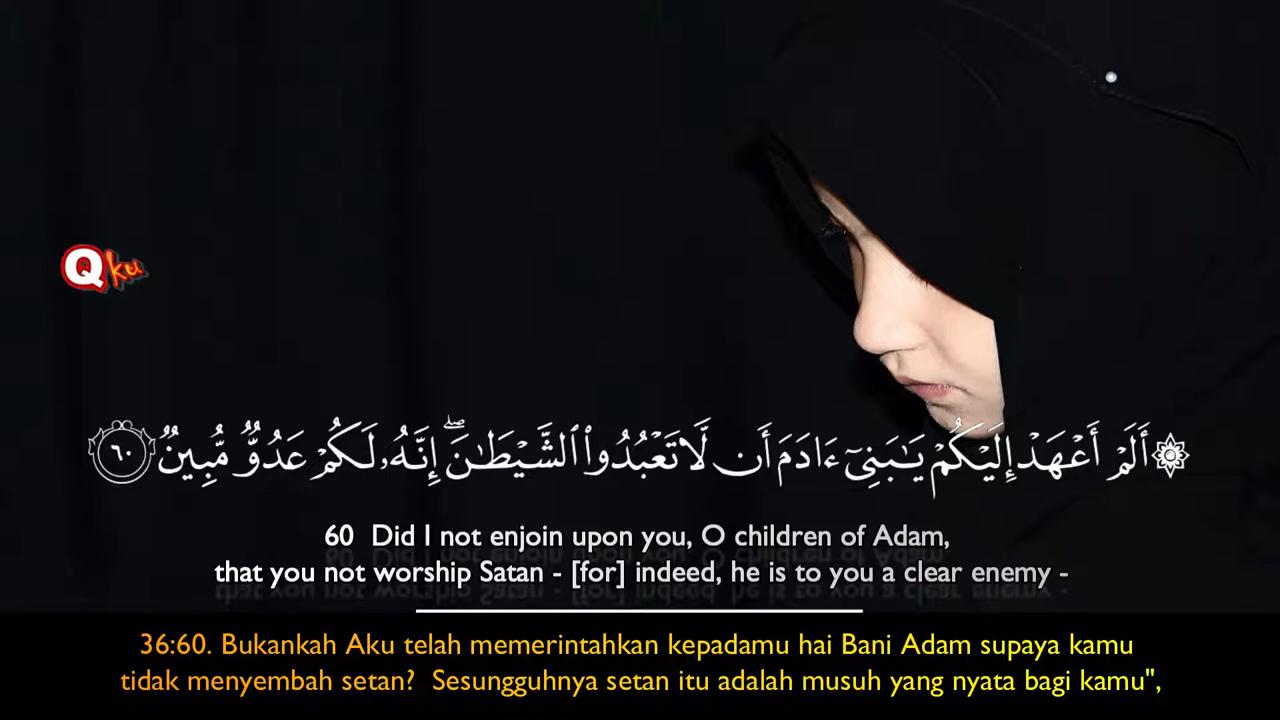 Qku
۞ أَلَمْ أَعْهَدْ إِلَيْكُمْ يَـٰبَنِىٓ ءَادَمَ أَن لَّا تَعْبُدُوا۟ ٱلشَّيْطَـٰنَ ۖ إِنَّهُۥ لَكُمْ عَدُوٌّ مُّبِينٌ ٦٠
60 Did I not enjoin upon you, O children of Adam,
that you not worship Satan - [for] indeed, he is to you a clear enemy -
36:60. Bukankah Aku telah memerintahkan kepadamu hai Bani Adam supaya kamu
tidak menyembah setan? Sesungguhnya setan itu adalah musuh yang nyata bagi kamu",